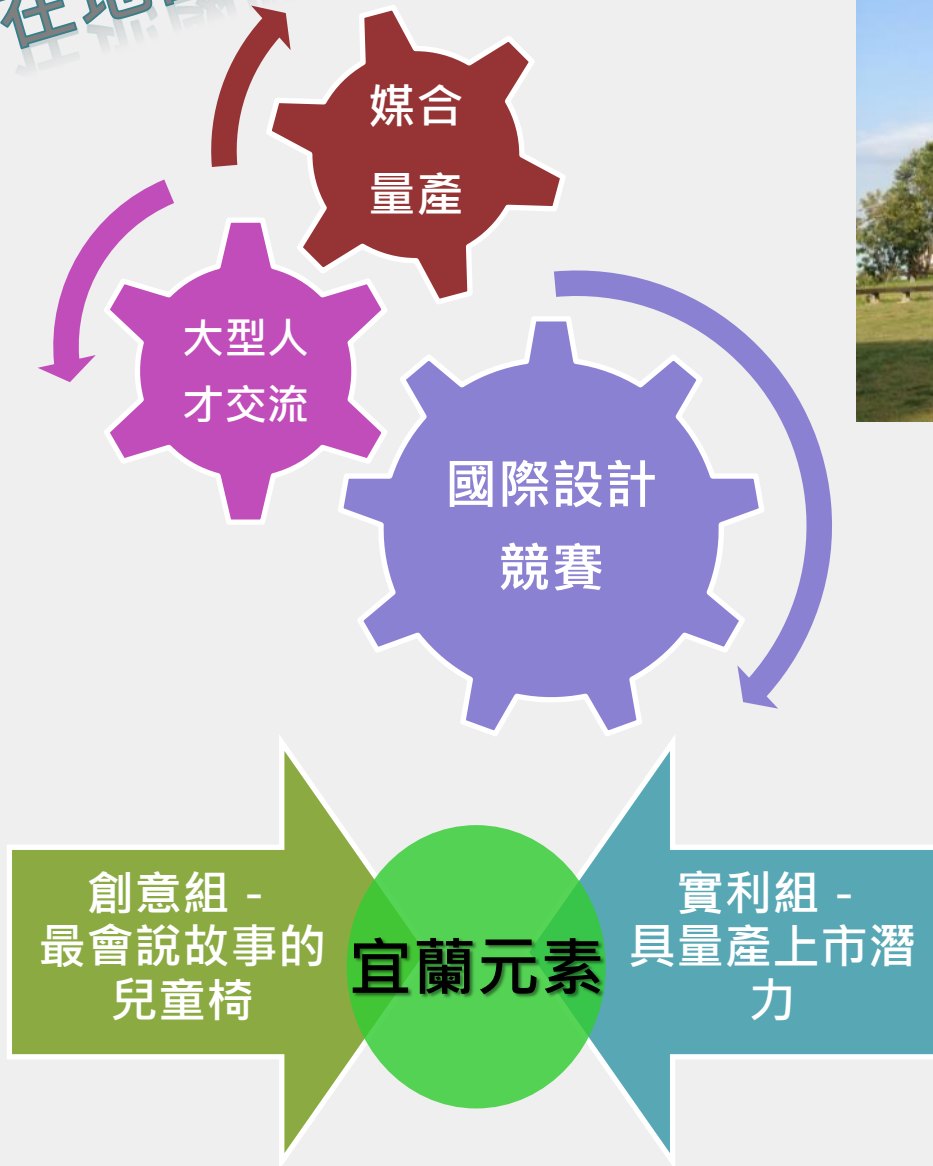 在地
媒合
量產
大型人
才交流
國際設計
競賽
創意組 -
最會說故事的
兒童椅
宜蘭元素
實利組 -
具量產上市潛
力